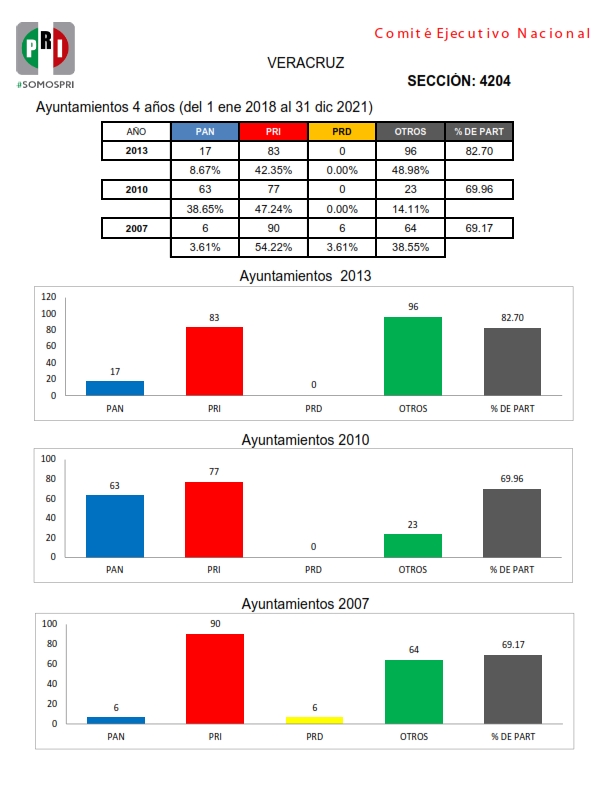 Comité Ejecutivo Nacional
PRI
#SOMOSPRI
VERACRUZ
SECCIÓN: 4204
Ayuntamientos 4 años (del 1 ene 2018 al 31 dic 2021)
AÑO PAN PRI PRD OTROS % DE PART
2013 17 83 0 96 82.70
8.67% 42.35% 0.00% 48.98%
2010 63 77 0 23 69.96
38.65% 47.24% 0.00% 14.11%
2007 6 90 6 64 69.17
3.61% 54.22% 3.61% 38.55%
Ayuntamientos 2013
120
100
80
60
40
20
0
17
83
0
96
82.70
PAN PRI PRD OTROS % DE PART
Ayuntamientos 2010
100
80
60
40
20
0
63
77
0
23
69.96
PAN PRI PRD OTROS % DE PART
Ayuntamientos 2007
100
80
60
40
20
0
6
90
6
64
69.17
PAN PRI PRD OTROS % DE PART